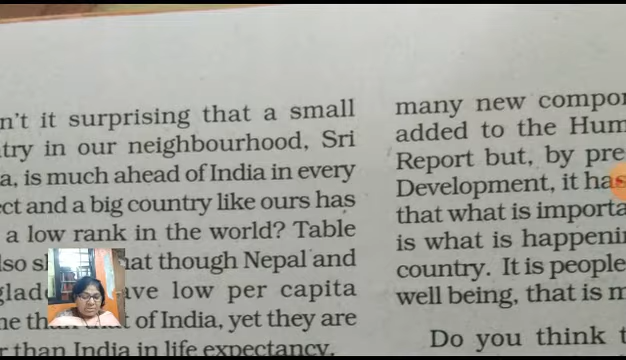 n't it surprising that a small
try in our neighbourhood, Sri
a, is much ahead of India in every
ect and a big country like ours has
a low rank in the world? Table
lso s hat though Nepal and
glad ave low per capita
me th t of India, yet they are
r than India in life expectancy.
many new compo
added to the Hum
Report but, by pre
Development, it has
that what is importa
is what is happeni
country. It is people
well being, that is m
Do you think t